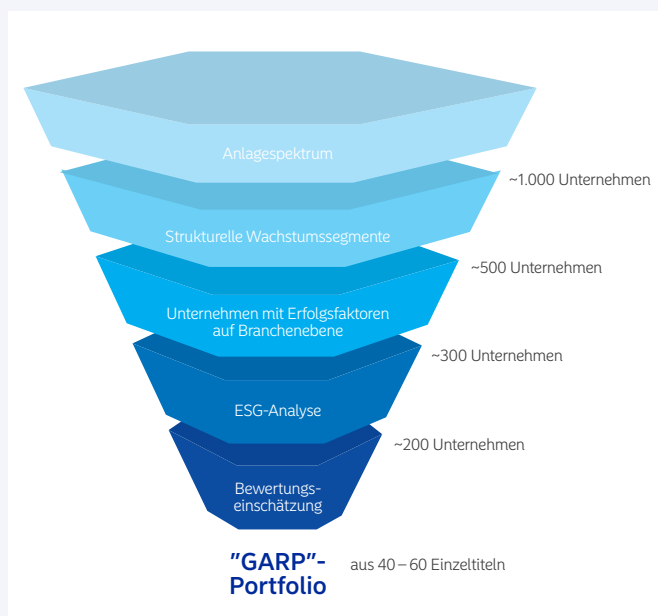 Anlagespektrum
~1.000 Unternehmen
Strukturelle Wachstumssegmente
~500 Unternehmen
Unternehmen mit Erfolgsfaktoren
auf Branchenebene
~300 Unternehmen
ESG-Analyse
~200 Unternehmen
Bewertungs-
einschätzung
”GARP”-
Portfolio
aus 40 – 60 Einzeltiteln